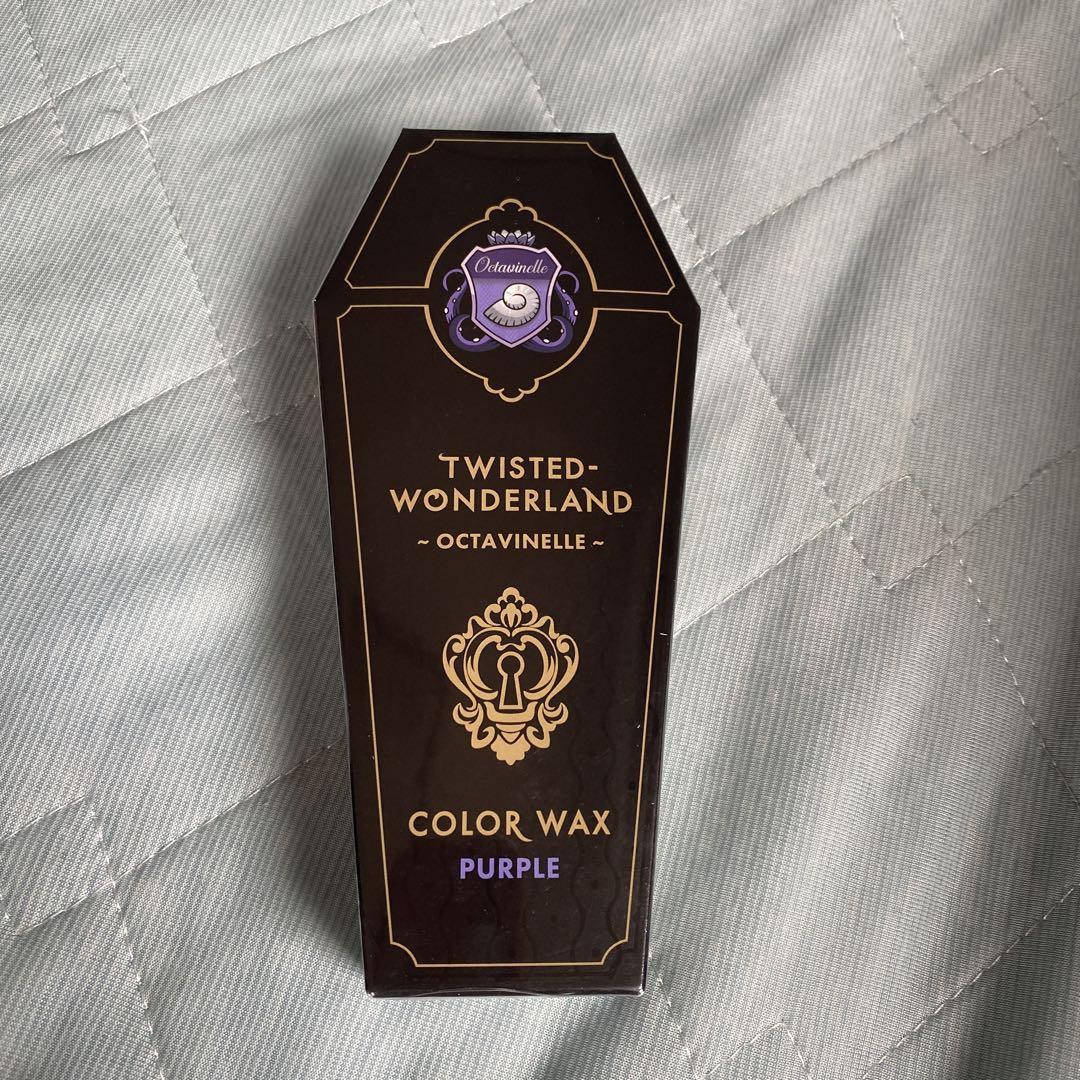 Octavinelle
TWISTED-
WONDERLAND
~ OCTAVINELLE ~
COLOR WAX
PURPLE